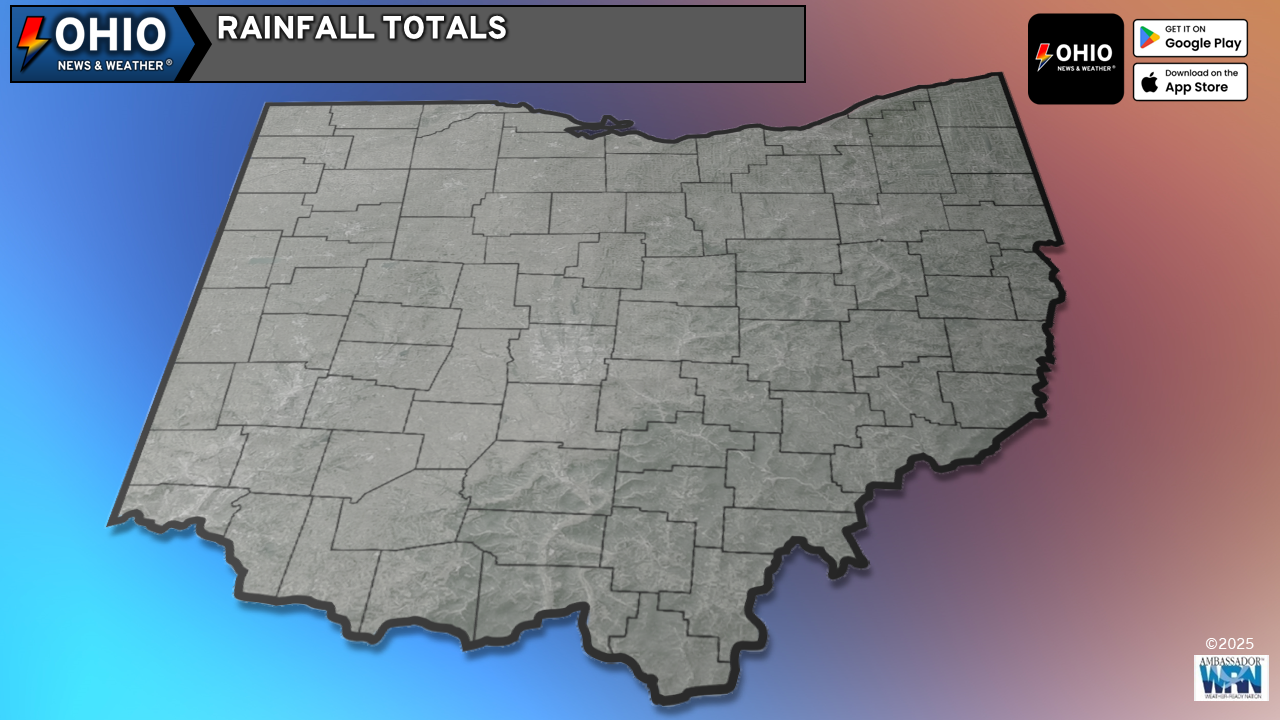 OHIO
NEWS & WEATHER®
RAINFALL TOTALS
OHIO
NEWS & WEATHER®
GET IT ON
Google Play
Download on the
App Store
©2025
AMBASSADOR™
WRN
WEATHER-READY NATION